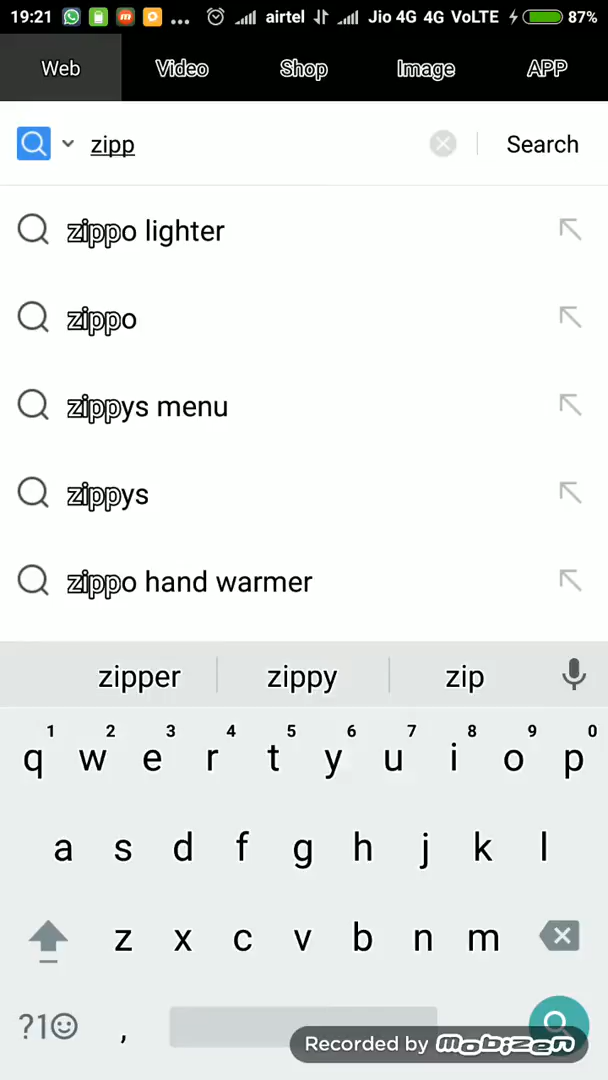 19:21 ... airtel Jio 4G 4G VoLTE 87%
Web Video Shop Image APP
zipp Search
zippo lighter
zippo
zippys menu
zippys
zippo hand warmer
zipper zippy zip
1 2 3 4 5 6 7 8 9 0
q w e r t y u i o p
a s d f g h j k l
z x c v b n m
?1☺ ,
Recorded by mobizen